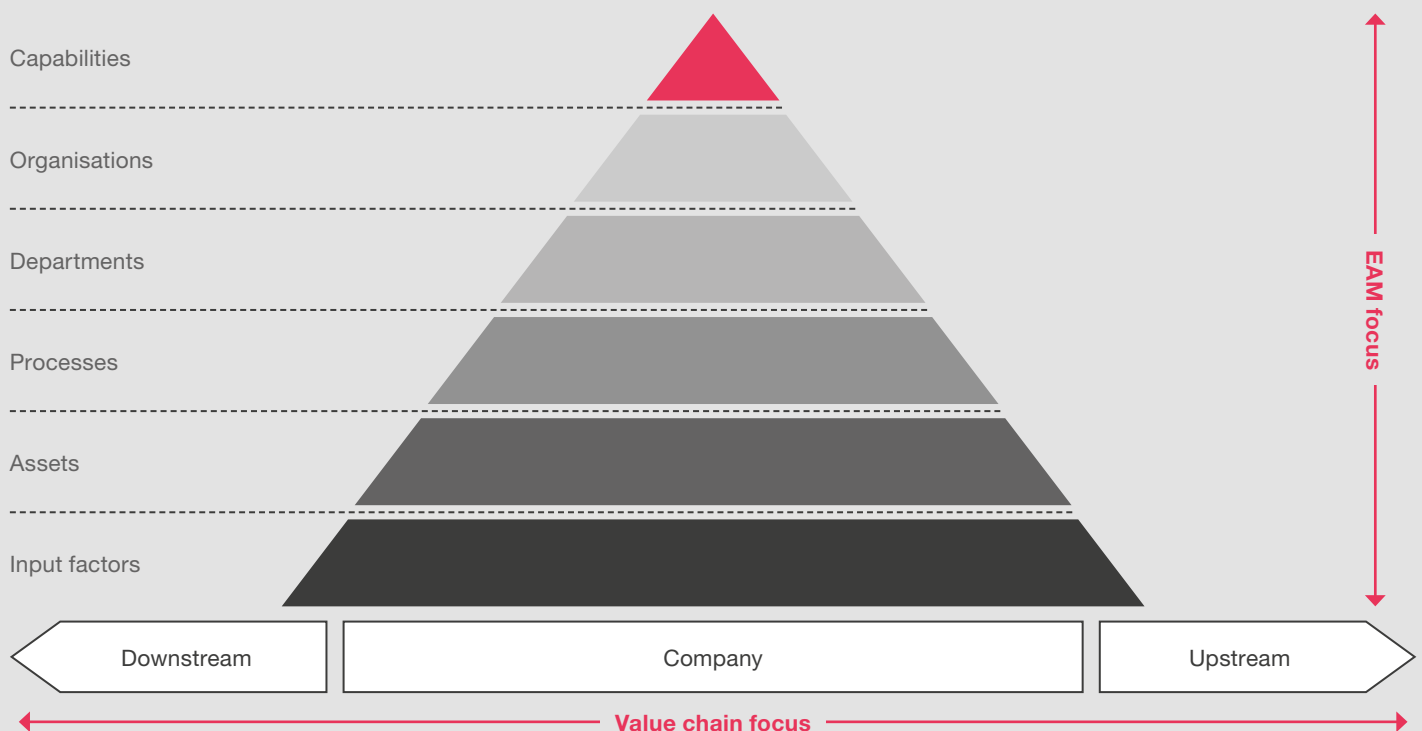 Capabilities
Organisations
Departments
Processes
Assets
Input factors
EAM focus
Downstream
Company
Upstream
Value chain focus